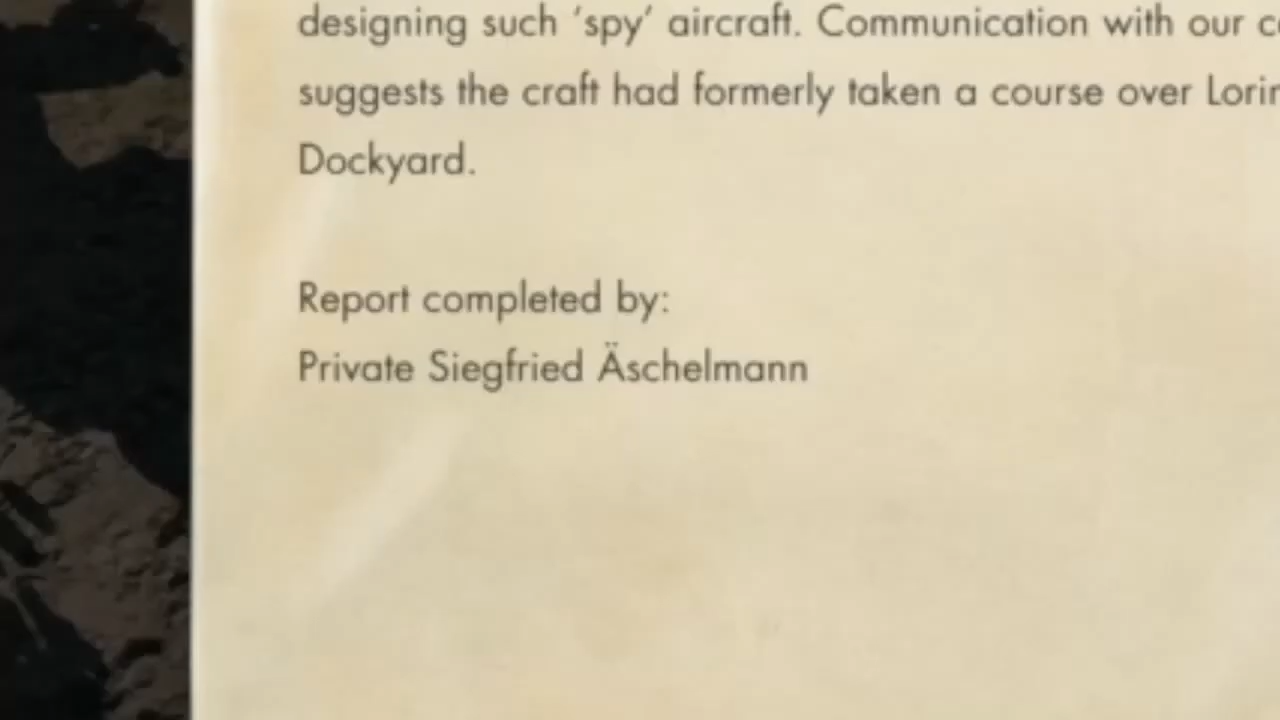 designing such ‘spy’ aircraft. Communication with our
suggests the craft had formerly taken a course over
Dockyard.
Report completed by:
Private Siegfried Äschelmann